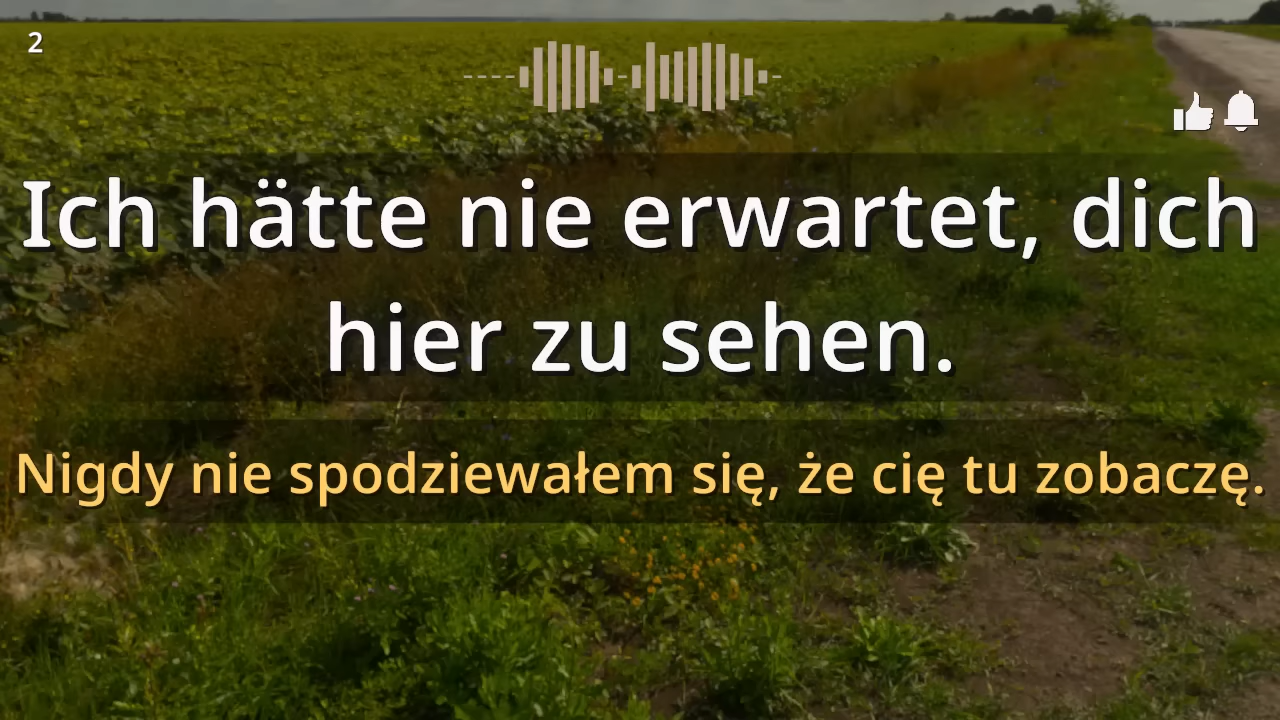 2
Ich hätte nie erwartet, dich
hier zu sehen.
Nigdy nie spodziewałem się, że cię tu zobaczę.